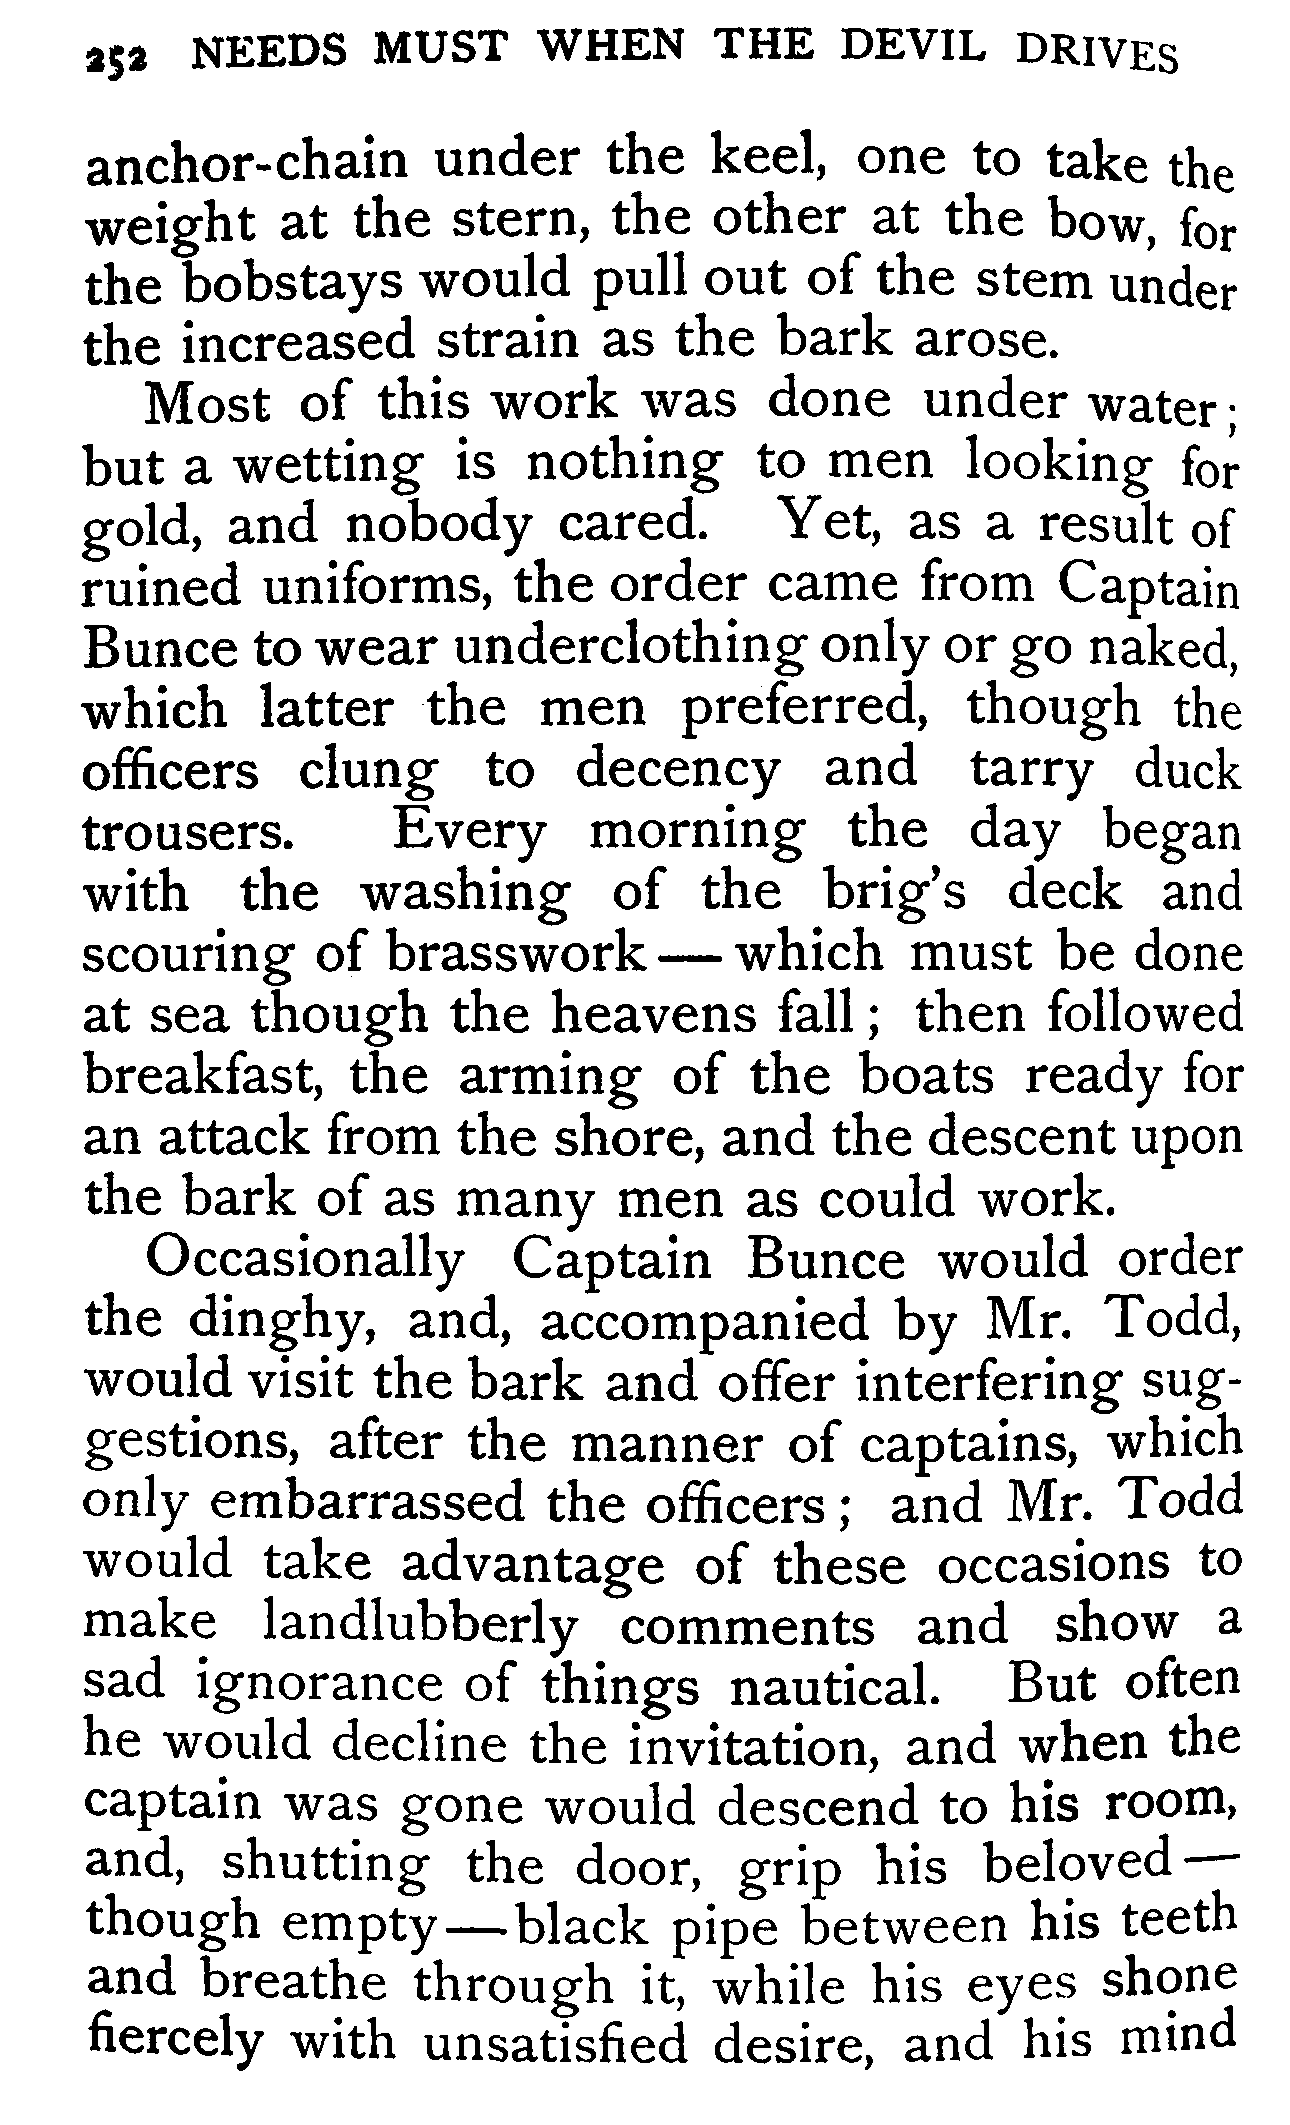 252 NEEDS MUST WHEN THE DEVIL DRIVES
anchor-chain under the keel, one to take the
weight at the stern, the other at the bow, for
the bobstays would pull out of the stem under
the increased strain as the bark arose.
Most of this work was done under water;
but a wetting is nothing to men looking for
gold, and nobody cared. Yet, as a result of
ruined uniforms, the order came from Captain
Bunce to wear underclothing only or go naked,
which latter the men preferred, though the
officers clung to decency and tarry duck
trousers. Every morning the day began
with the washing of the brig's deck and
scouring of brasswork — which must be done
at sea though the heavens fall; then followed
breakfast, the arming of the boats ready for
an attack from the shore, and the descent upon
the bark of as many men as could work.
Occasionally Captain Bunce would order
the dinghy, and, accompanied by Mr. Todd,
would visit the bark and offer interfering sug-
gestions, after the manner of captains, which
only embarrassed the officers; and Mr. Todd
would take advantage of these occasions to
make landlubberly comments and show a
sad ignorance of things nautical. But often
he would decline the invitation, and when the
captain was gone would descend to his room,
and, shutting the door, grip his beloved —
though empty — black pipe between his teeth
and breathe through it, while his eyes shone
fiercely with unsatisfied desire, and his mind